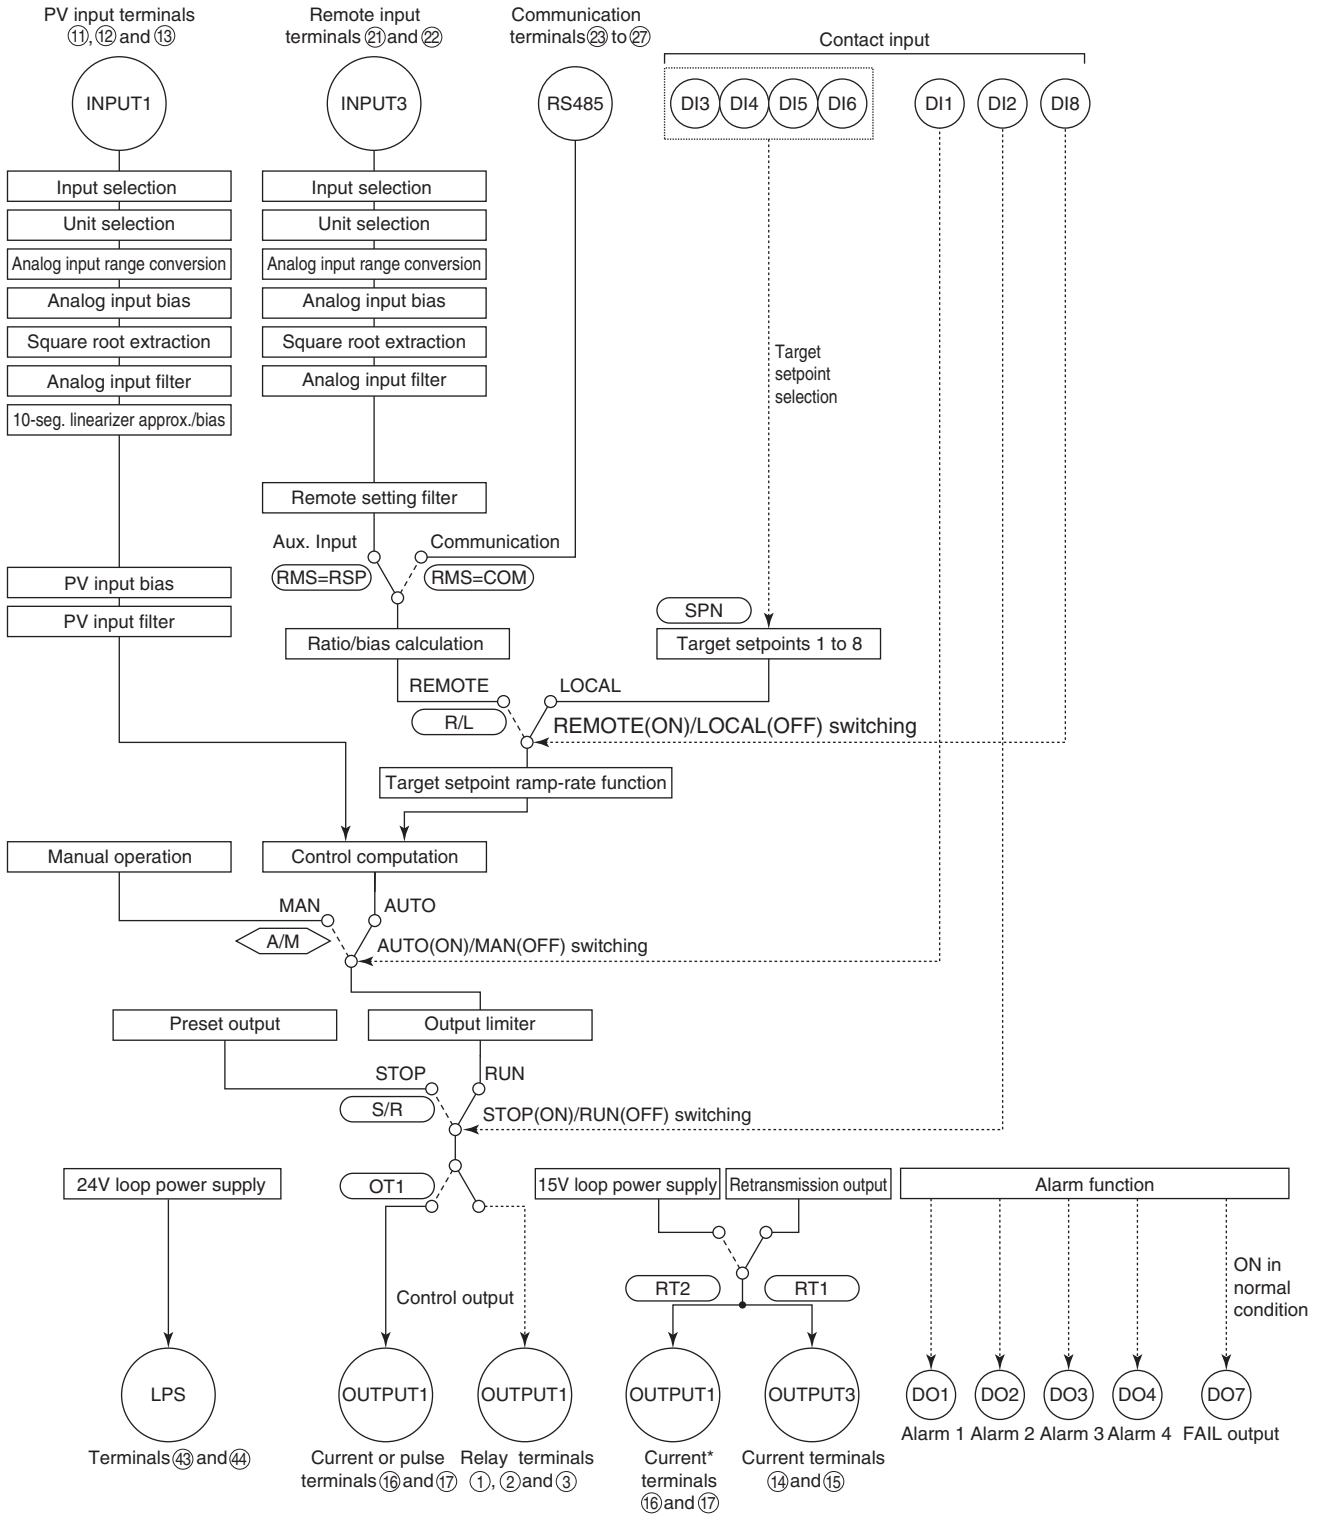 PV input terminals
⑪, ⑫ and ⑬
Remote input
terminals ㉑ and ㉒
Communication
terminals ㉓ to ㉗
Contact input
INPUT1
INPUT3
RS485
DI3
DI4
DI5
DI6
DI1
DI2
DI8
Input selection
Unit selection
Analog input range conversion
Analog input bias
Square root extraction
Analog input filter
10-seg. linearizer approx./bias
Input selection
Unit selection
Analog input range conversion
Analog input bias
Square root extraction
Analog input filter
Target
setpoint
selection
Remote setting filter
Aux. Input
Communication
RMS=RSP
RMS=COM
PV input bias
PV input filter
SPN
Ratio/bias calculation
Target setpoints 1 to 8
REMOTE
LOCAL
R/L
REMOTE(ON)/LOCAL(OFF) switching
Target setpoint ramp-rate function
Manual operation
Control computation
MAN
AUTO
A/M
AUTO(ON)/MAN(OFF) switching
Preset output
Output limiter
STOP
RUN
S/R
STOP(ON)/RUN(OFF) switching
24V loop power supply
OT1
15V loop power supply
Retransmission output
Alarm function
Control output
RT2
RT1
ON in
normal
condition
LPS
OUTPUT1
OUTPUT1
OUTPUT1
OUTPUT3
DO1
DO2
DO3
DO4
DO7
Alarm 1
Alarm 2
Alarm 3
Alarm 4
FAIL output
Terminals ㊸ and ㊹
Current or pulse
terminals ⑯ and ⑰
Relay terminals
①, ② and ③
Current*
terminals
⑯ and ⑰
Current terminals
⑭ and ⑮